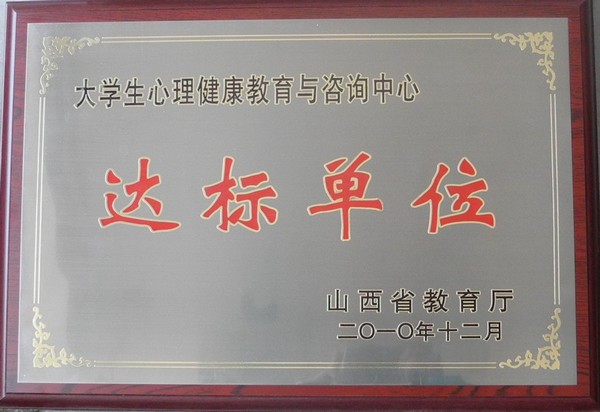 大学生心理健康教育与咨询中心
达标单位
山西省教育厅
二〇一〇年十二月